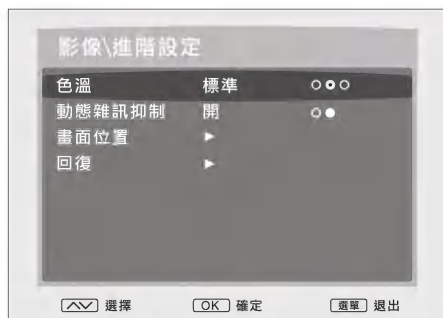 影像\進階設定
色溫 標準
動態雜訊抑制 開
畫面位置 ►
回復 ►
選擇 OK 確定 選單 退出